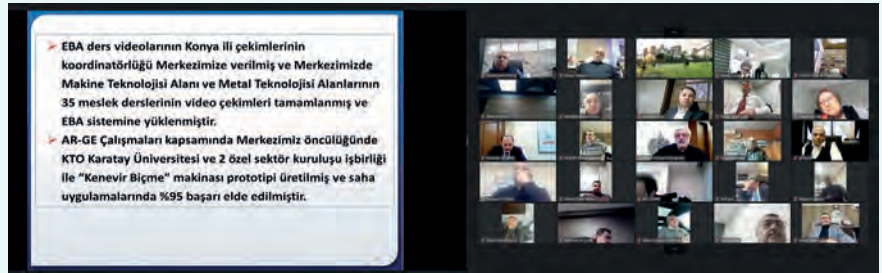 ➢ EBA ders videolarının Konya ili çekimlerinin
koordinatörlüğü Merkezimize verilmiş ve Merkezimizde
Makine Teknolojisi Alanı ve Metal Teknolojisi Alanlarının
35 meslek derslerinin video çekimleri tamamlanmış ve
EBA sistemine yüklenmiştir.
➢ AR-GE Çalışmaları kapsamında Merkezimiz öncülüğünde
KTO Karatay Üniversitesi ve 2 özel sektör kuruluşu işbirliği
ile “Kenevir Biçme” makinası prototipi üretilmiş ve saha
uygulamalarında %95 başarı elde edilmiştir.